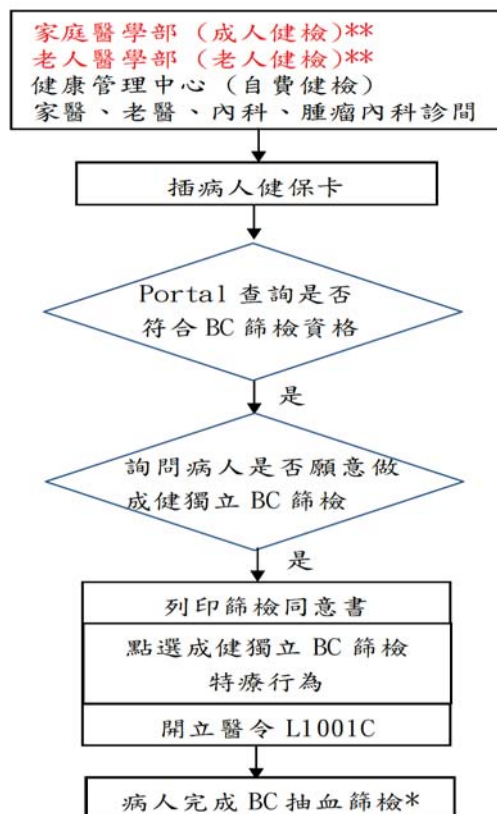 家庭醫學部 (成人健檢)**
老人醫學部 (老人健檢)**
健康管理中心 (自費健檢)
家醫、老醫、內科、腫瘤內科診間
插病人健保卡
Portal 查詢是否
符合 BC 篩檢資格
是
詢問病人是否願意做
成健獨立 BC 篩檢
是
列印篩檢同意書
點選成健獨立 BC 篩檢
特療行為
開立醫令 L1001C
病人完成 BC 抽血篩檢*